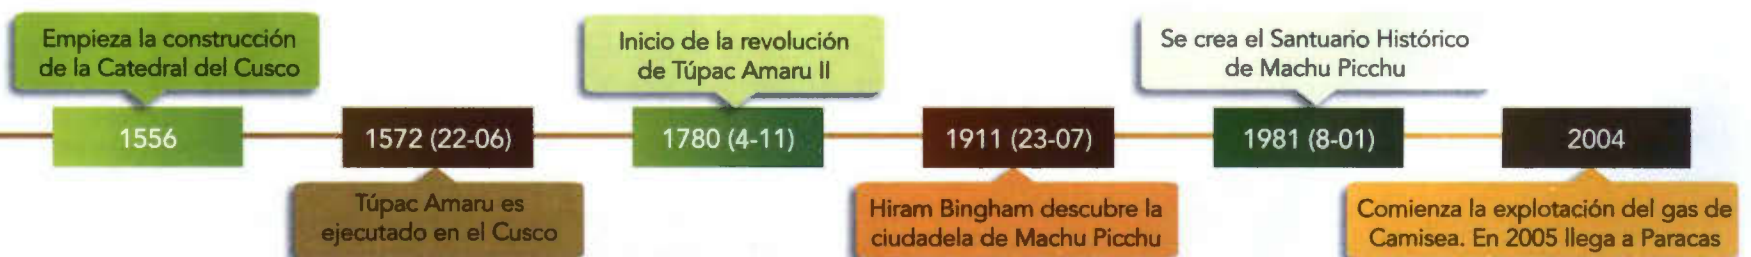 Empieza la construcción
de la Catedral del Cusco
1556
1572 (22-06)
Túpac Amaru es
ejecutado en el Cusco
Inicio de la revolución
de Túpac Amaru II
1780 (4-11)
1911 (23-07)
Hiram Bingham descubre la
ciudadela de Machu Picchu
Se crea el Santuario Histórico
de Machu Picchu
1981 (8-01)
2004
Comienza la explotación del gas de
Camisea. En 2005 llega a Paracas